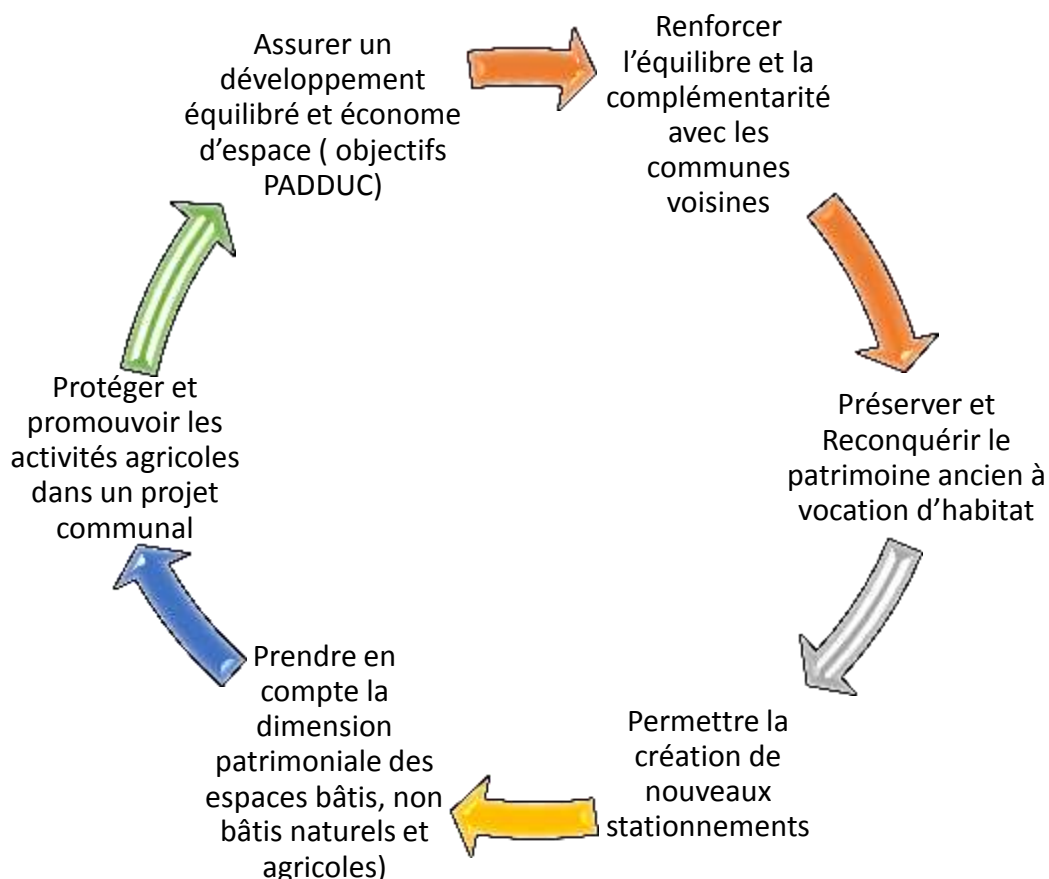 Assurer un
développement
équilibré et économe
d’espace ( objectifs
PADDUC)
Renforcer
l’équilibre et la
complémentarité
avec les
communes
voisines
Préserver et
Reconquérir le
patrimoine ancien à
vocation d’habitat
Permettre la
création de
nouveaux
stationnements
Prendre en
compte la
dimension
patrimoniale des
espaces bâtis, non
bâtis naturels et
agricoles)
Protéger et
promouvoir les
activités agricoles
dans un projet
communal